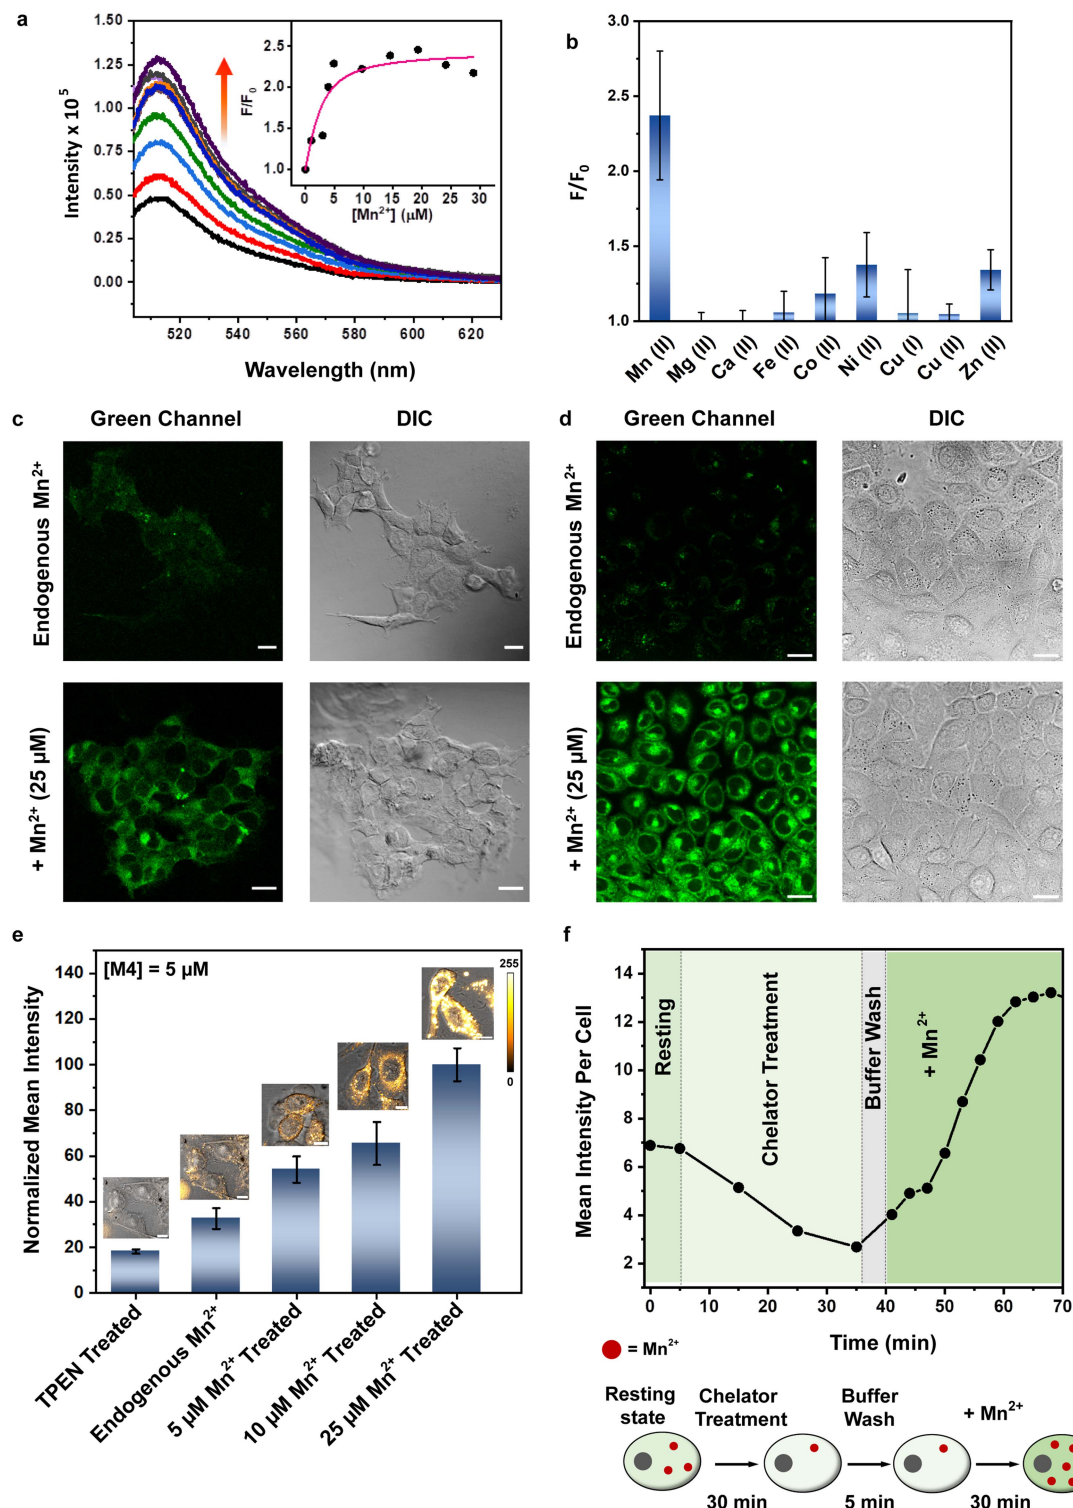 a
1.50
1.25
1.00
0.75
0.50
0.25
0.00
Intensity x 10⁵
520 540 560 580 600 620
Wavelength (nm)
2.5
2.0
1.5
1.0
F/F₀
0 5 10 15 20 25 30
[Mn²⁺] (µM)
b
3.0
2.5
2.0
1.5
1.0
F/F₀
Mn (II) Mg (II) Ca (II) Fe (II) Co (II) Ni (II) Cu (I) Cu (II) Zn (II)
c
Green Channel DIC
Endogenous Mn²⁺
+ Mn²⁺ (25 µM)
d
Green Channel DIC
Endogenous Mn²⁺
+ Mn²⁺ (25 µM)
e
[M4] = 5 µM
255
0
140
120
100
80
60
40
20
0
Normalized Mean Intensity
TPEN Treated
Endogenous Mn²⁺
5 µM Mn²⁺ Treated
10 µM Mn²⁺ Treated
25 µM Mn²⁺ Treated
f
14
12
10
8
6
4
2
Mean Intensity Per Cell
Resting
Chelator Treatment
Buffer Wash
+ Mn²⁺
0 10 20 30 40 50 60 70
Time (min)
= Mn²⁺
Resting
state
Chelator
Treatment
Buffer
Wash
+ Mn²⁺
30 min 5 min 30 min